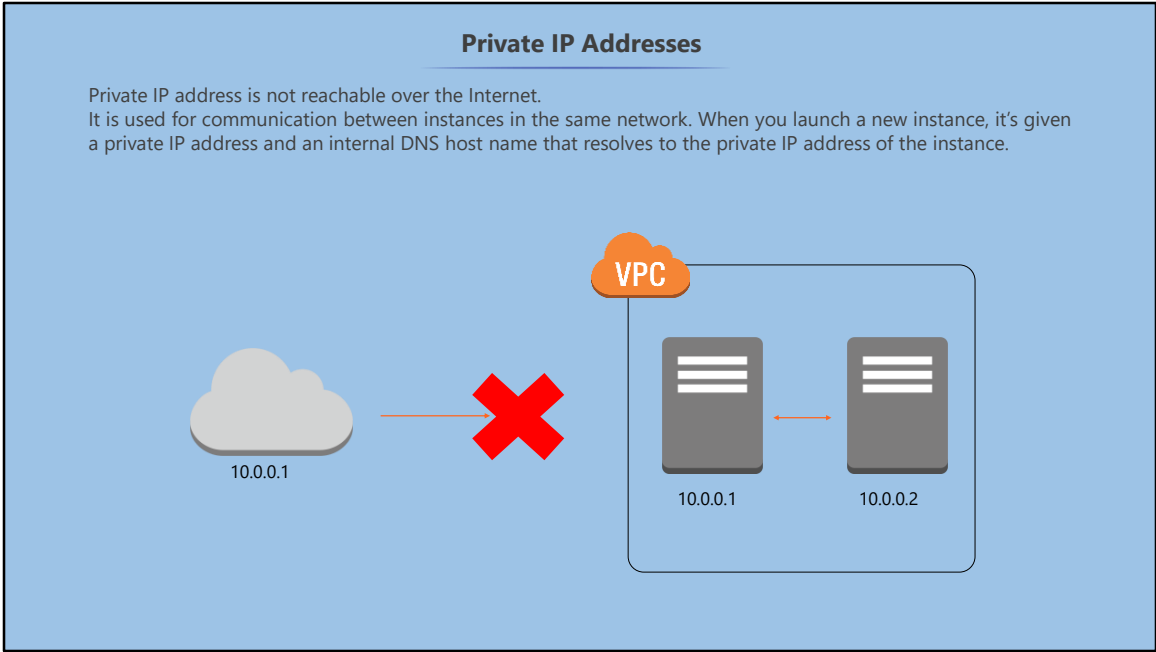 Private IP Addresses
Private IP address is not reachable over the Internet.
It is used for communication between instances in the same network. When you launch a new instance, it’s given
a private IP address and an internal DNS host name that resolves to the private IP address of the instance.
VPC
10.0.0.1
10.0.0.1
10.0.0.2